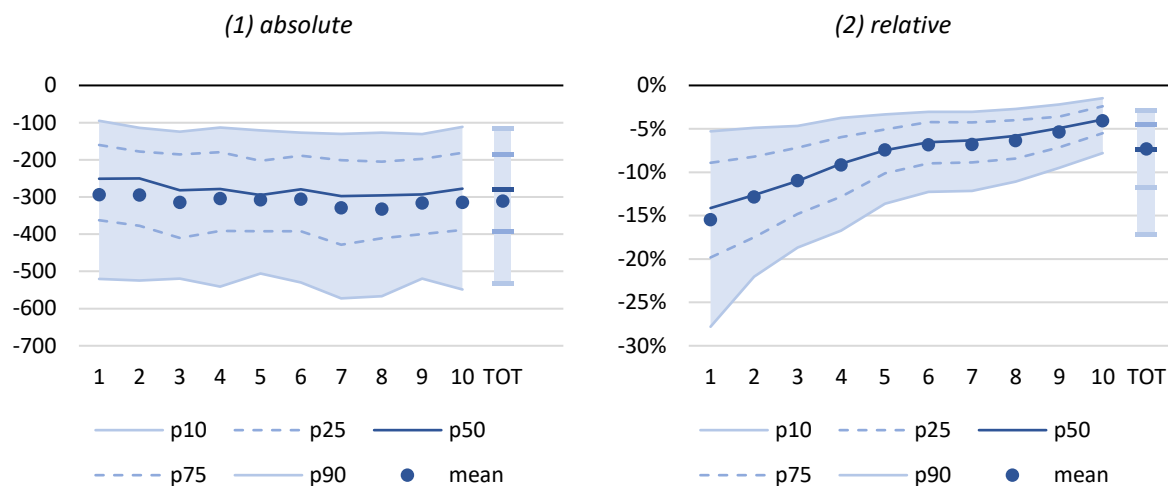 (1) absolute
0
-100
-200
-300
-400
-500
-600
-700
1 2 3 4 5 6 7 8 9 10 TOT
p10 p25 p50
p75 p90 mean
(2) relative
0%
-5%
-10%
-15%
-20%
-25%
-30%
1 2 3 4 5 6 7 8 9 10 TOT
p10 p25 p50
p75 p90 mean